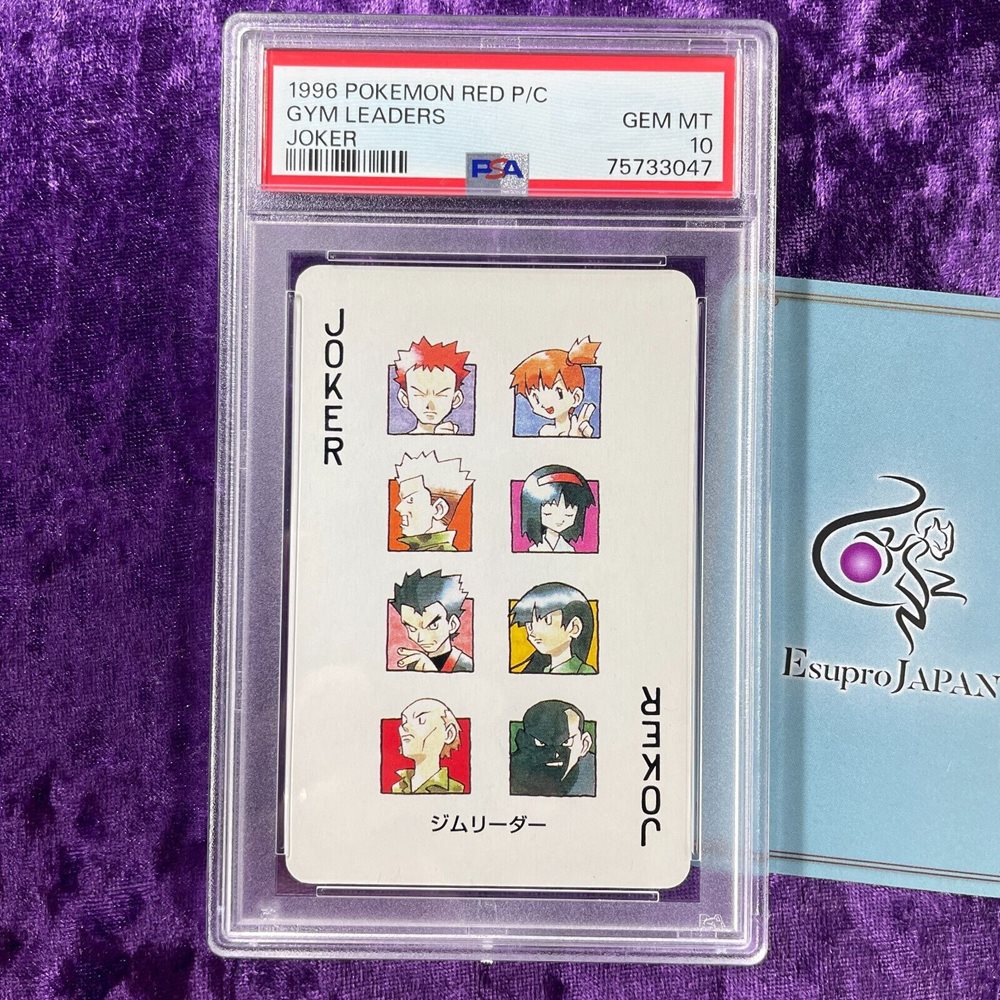 1996 POKEMON RED P/C
GYM LEADERS
JOKER
GEM MT
10
75733047
PSA
JOKER
ジムリーダー
JOKER
EsuproJAPAN